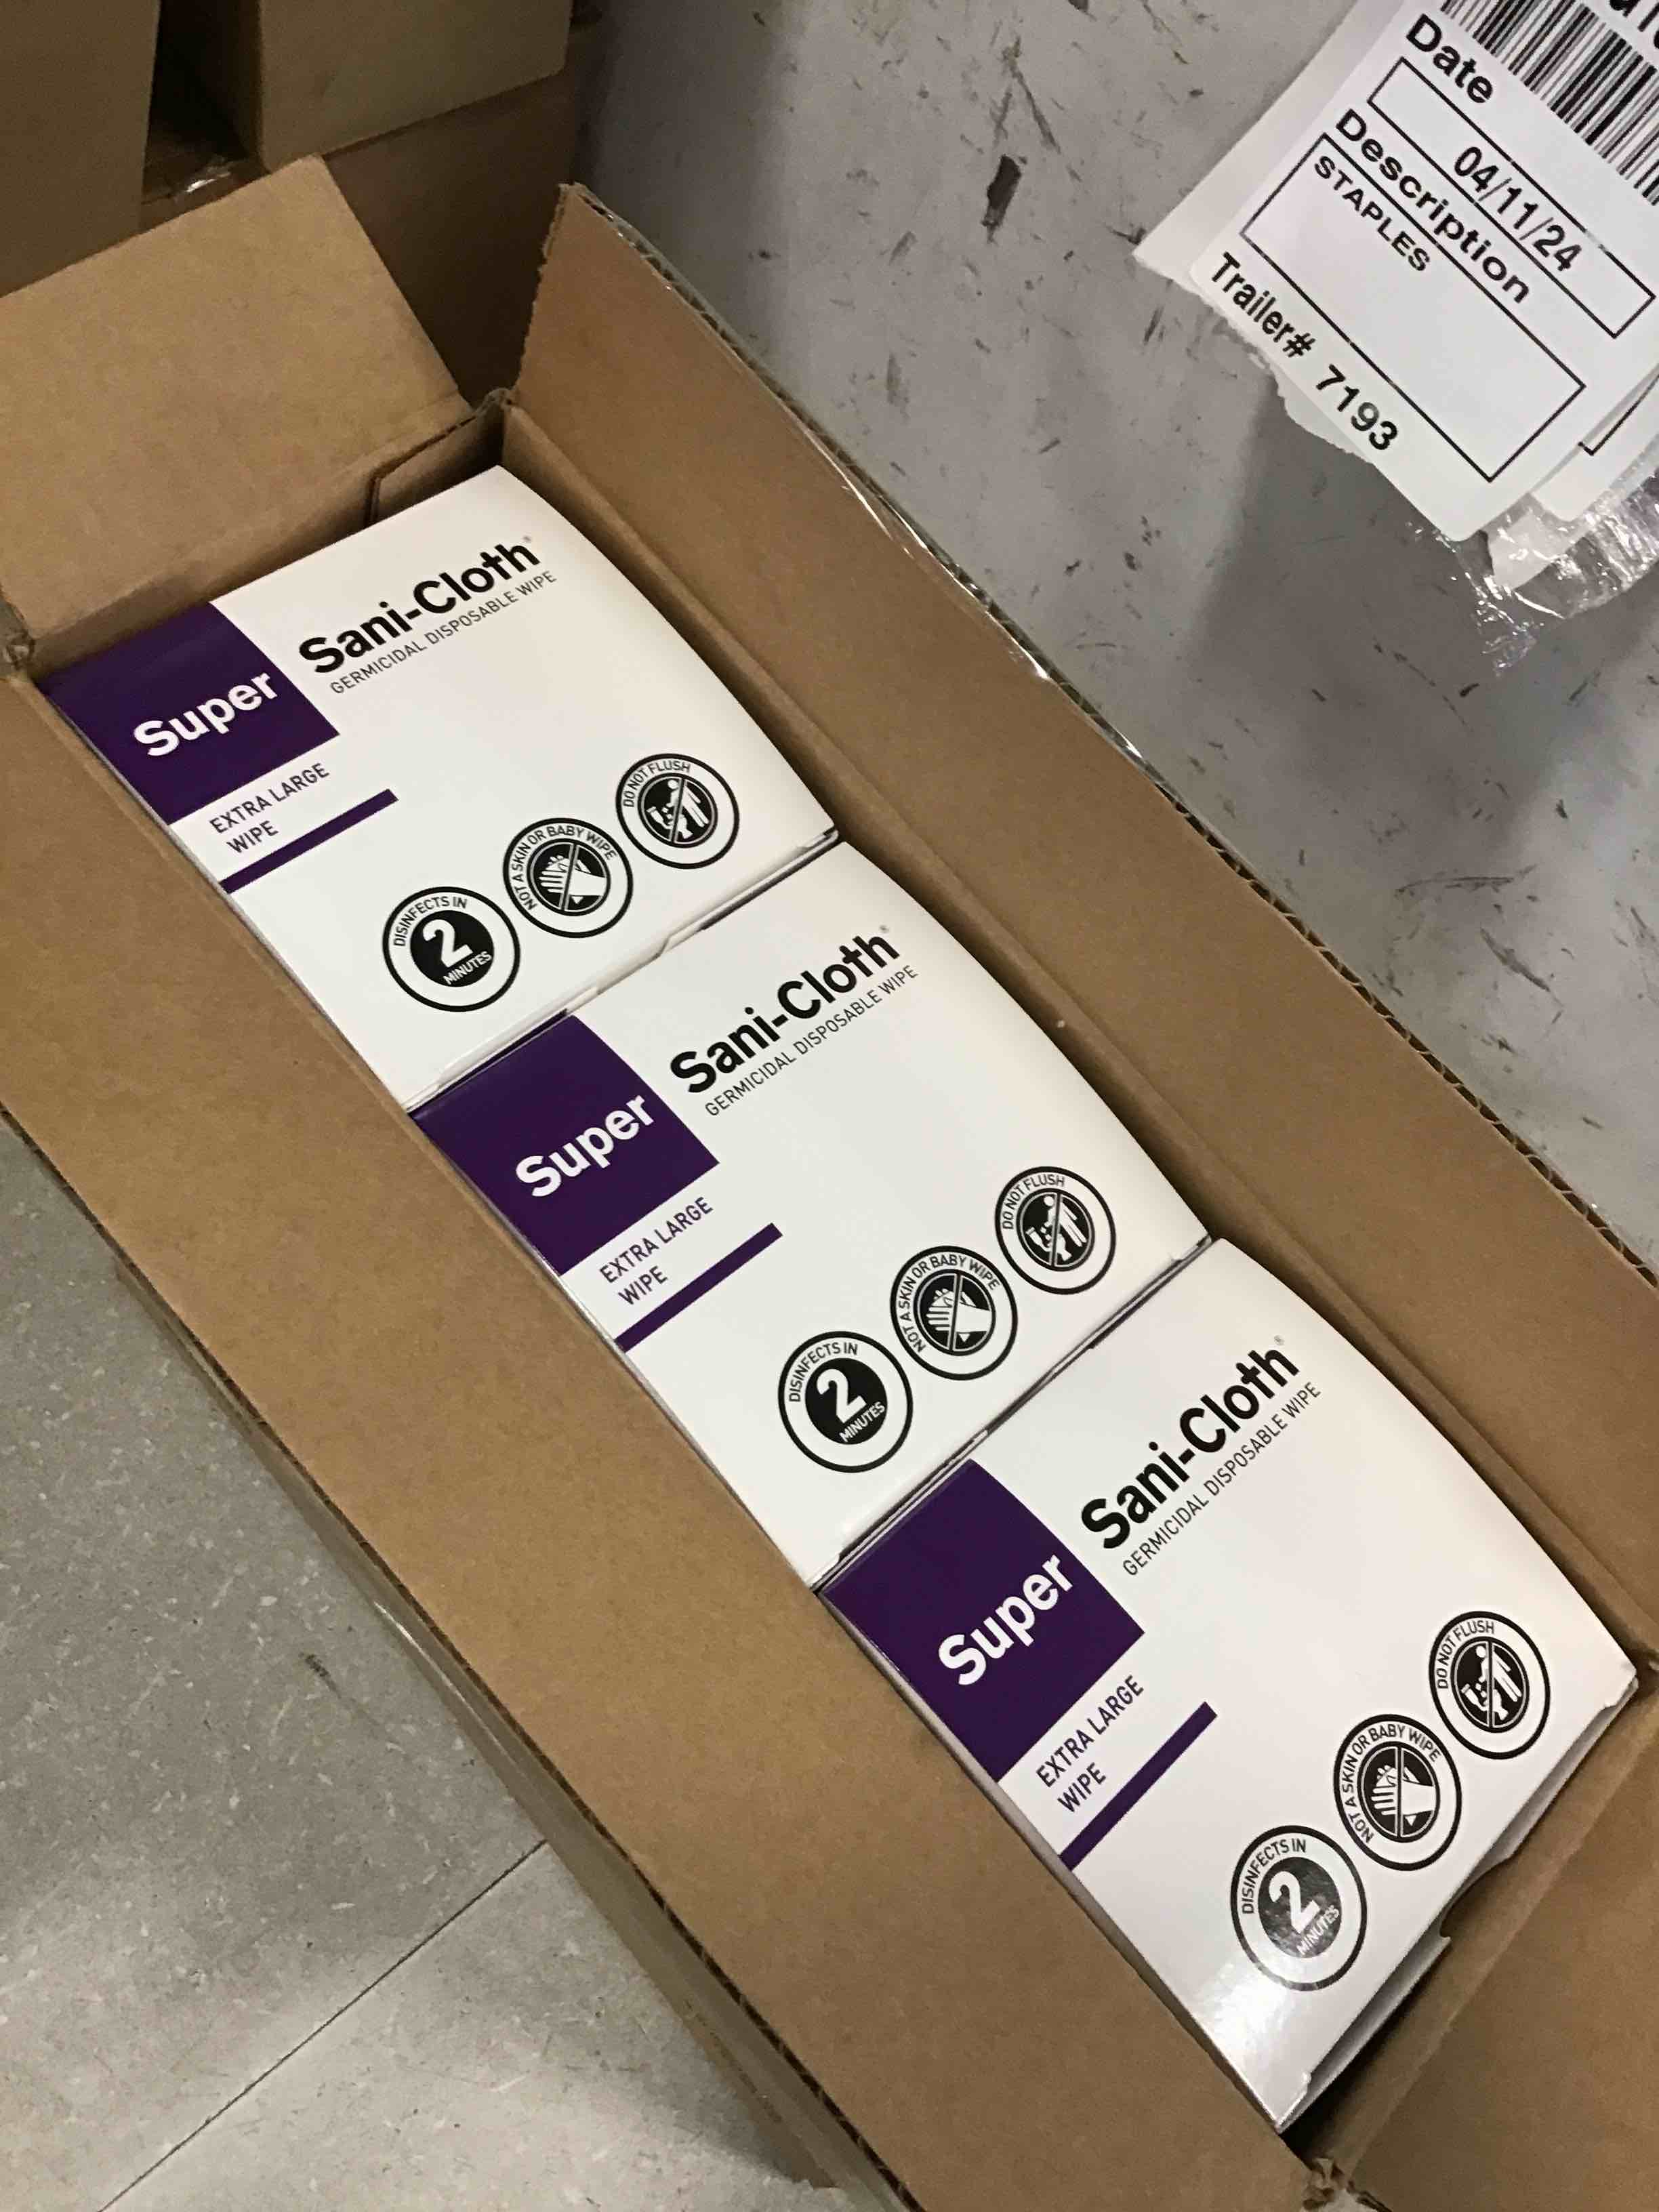 Date
04/11/24
Description
STAPLES
Trailer# 7193
Super
Sani-Cloth
GERMICIDAL DISPOSABLE WIPE
EXTRA LARGE
WIPE
DISINFECTS IN
2
MINUTES
NOT A SKIN OR BABY WIPE
DO NOT FLUSH
Super
Sani-Cloth
GERMICIDAL DISPOSABLE WIPE
EXTRA LARGE
WIPE
DISINFECTS IN
2
MINUTES
NOT A SKIN OR BABY WIPE
DO NOT FLUSH
Super
Sani-Cloth
GERMICIDAL DISPOSABLE WIPE
EXTRA LARGE
WIPE
DISINFECTS IN
2
MINUTES
NOT A SKIN OR BABY WIPE
DO NOT FLUSH